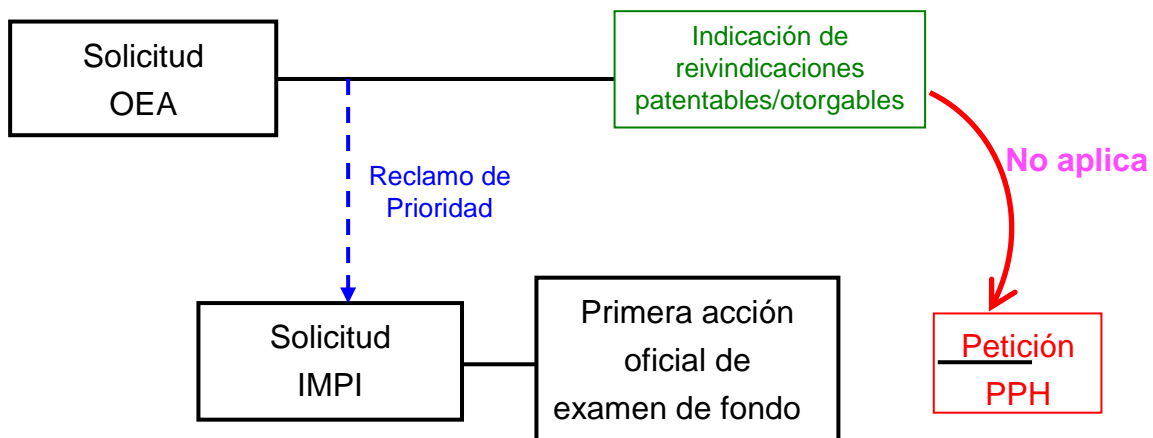 Solicitud
OEA
Indicación de
reivindicaciones
patentables/otorgables
No aplica
Reclamo de
Prioridad
Solicitud
IMPI
Primera acción
oficial de
examen de fondo
Petición
PPH